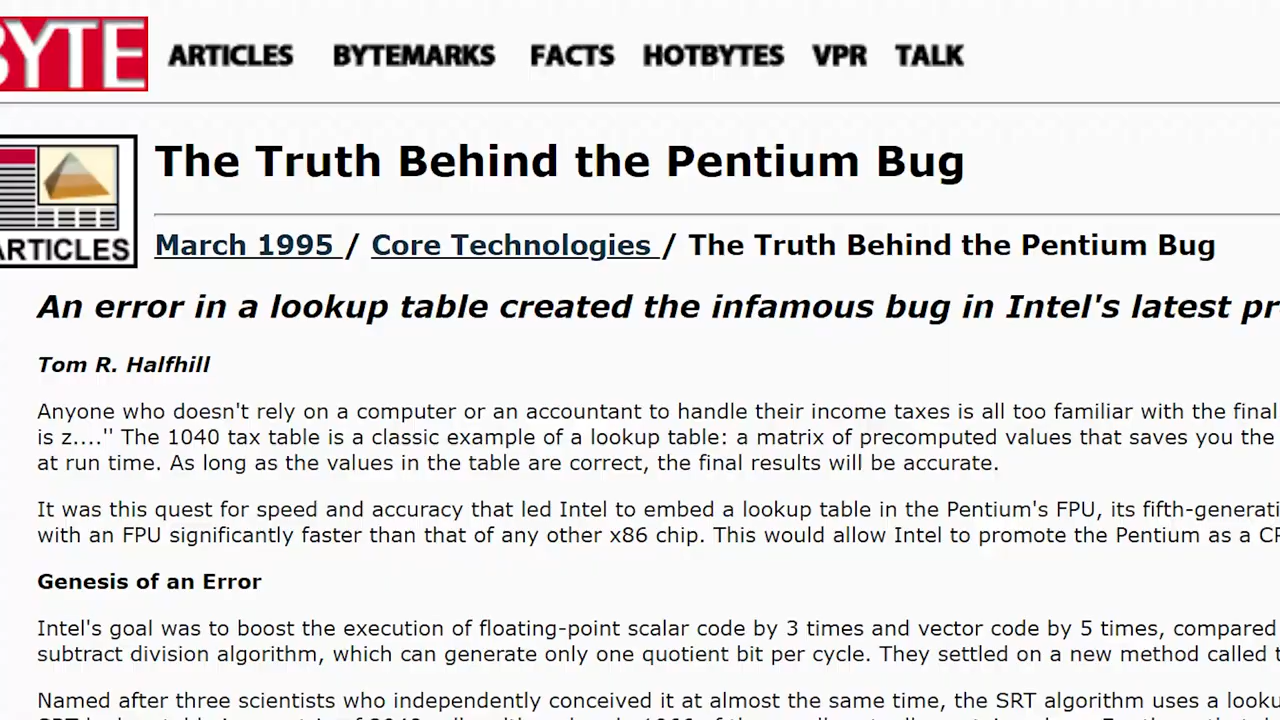 BYTE ARTICLES BYTEMARKS FACTS HOTBYTES VPR TALK
ARTICLES
The Truth Behind the Pentium Bug
March 1995 / Core Technologies / The Truth Behind the Pentium Bug
An error in a lookup table created the infamous bug in Intel's latest
Tom R. Halfhill
Anyone who doesn't rely on a computer or an accountant to handle their income taxes is all too familiar with the final
is z....'' The 1040 tax table is a classic example of a lookup table: a matrix of precomputed values that saves you the
at run time. As long as the values in the table are correct, the final results will be accurate.
It was this quest for speed and accuracy that led Intel to embed a lookup table in the Pentium's FPU, its
with an FPU significantly faster than that of any other x86 chip. This would allow Intel to promote the Pentium as a
Genesis of an Error
Intel's goal was to boost the execution of floating-point scalar code by 3 times and vector code by 5 times, compared
subtract division algorithm, which can generate only one quotient bit per cycle. They settled on a new method called
Named after three scientists who independently conceived it at almost the same time, the SRT algorithm uses a